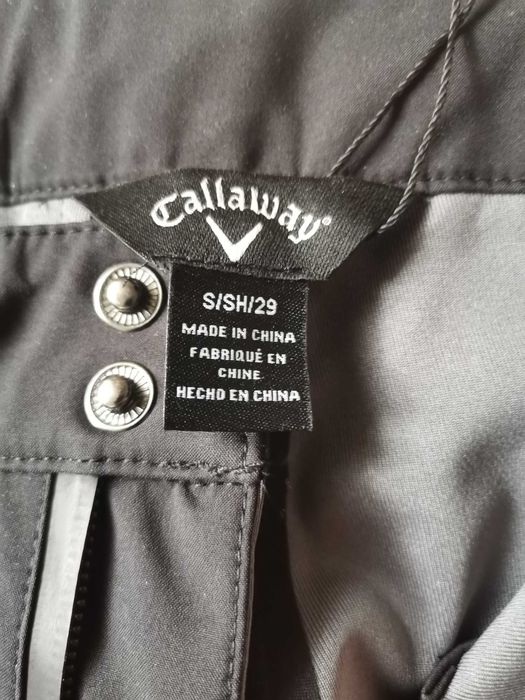 Callaway®
S/SH/29
MADE IN CHINA
FABRIQUÉ EN
CHINE
HECHO EN CHINA